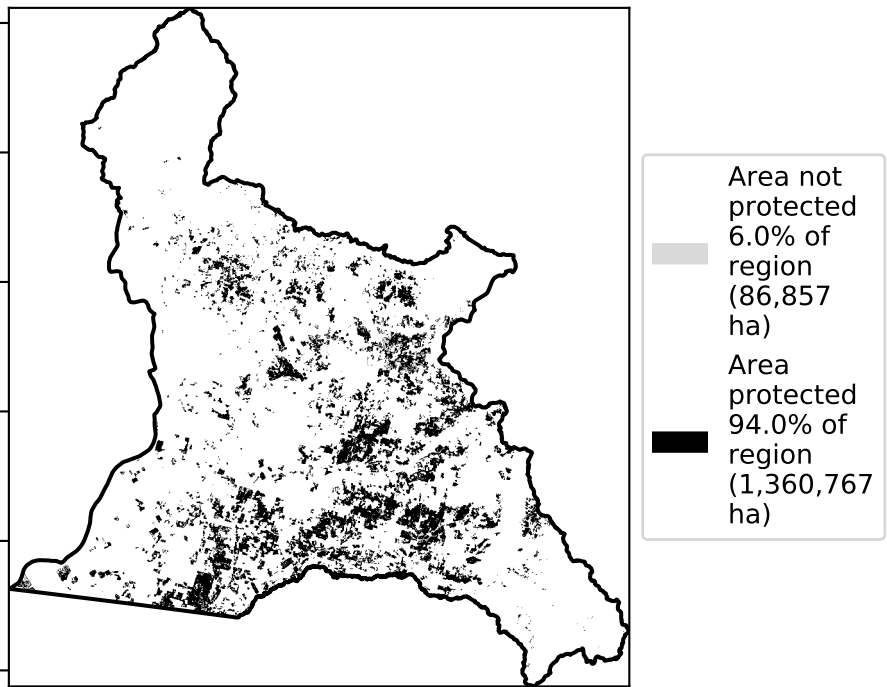 Area not
protected
6.0% of
region
(86,857
ha)
Area
protected
94.0% of
region
(1,360,767
ha)